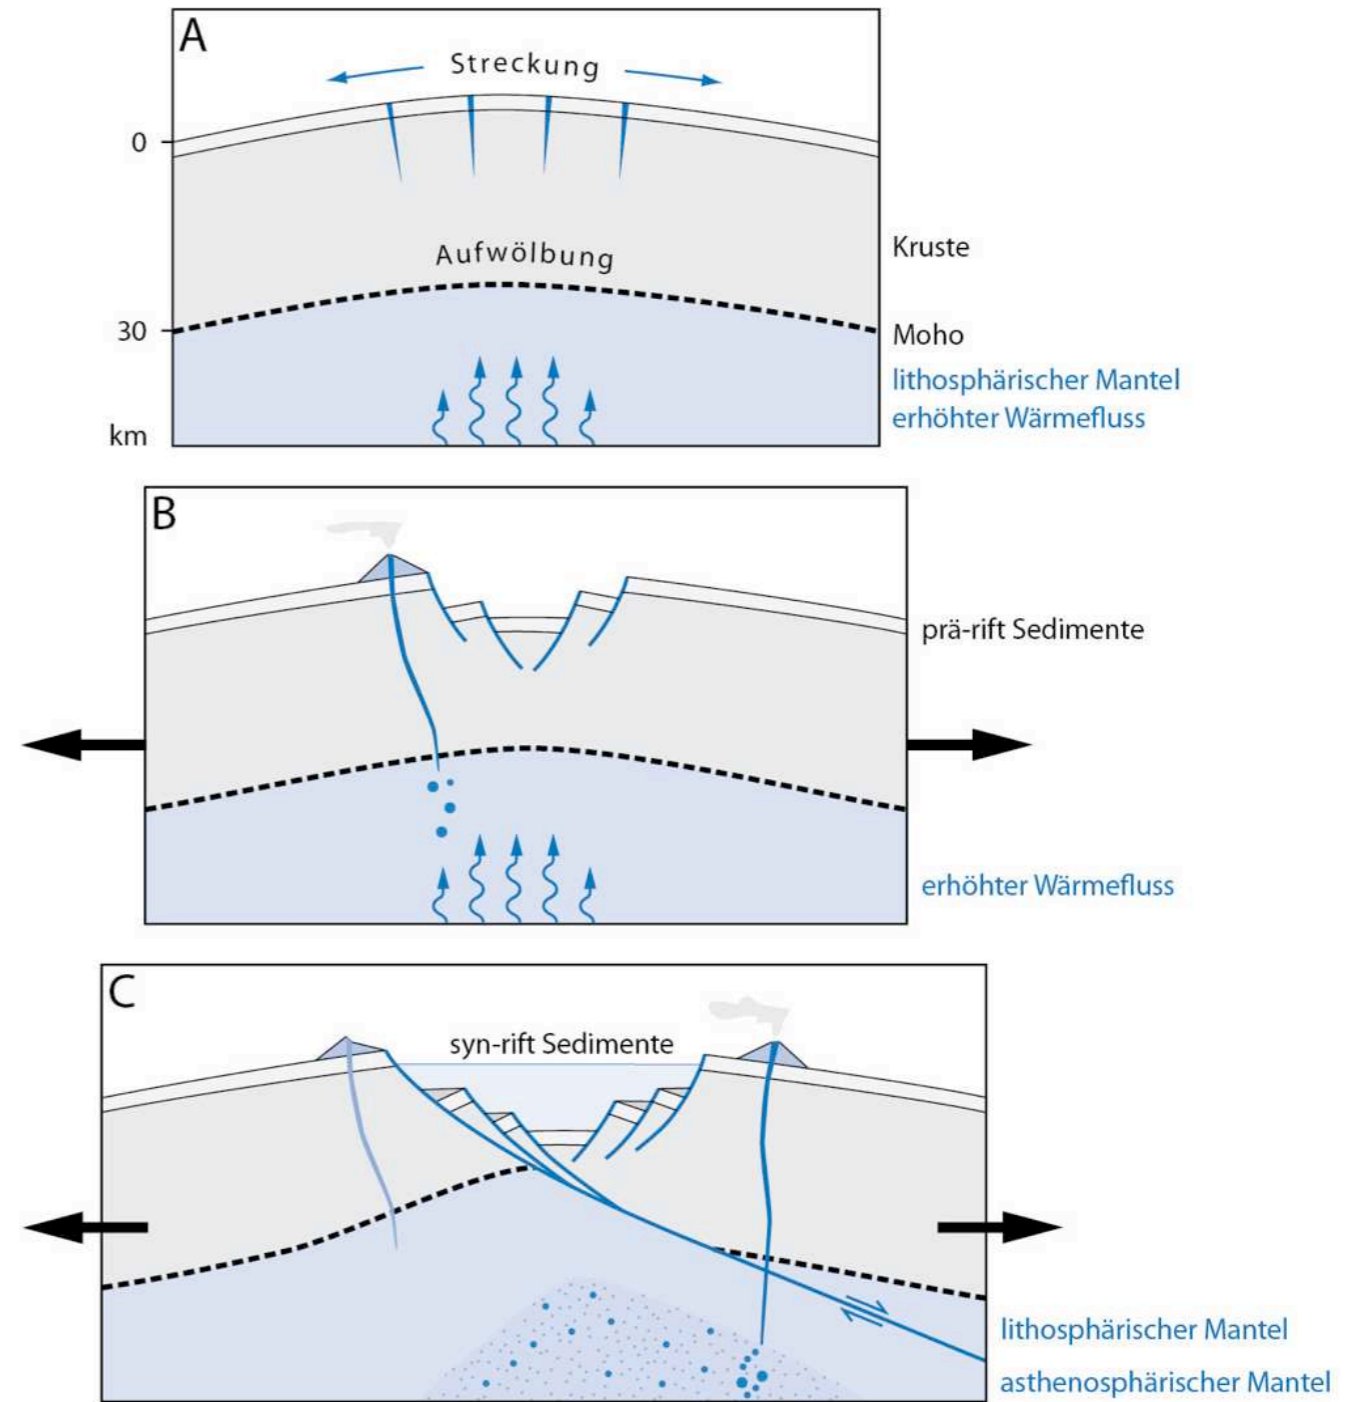 A
Streckung
0
Aufwölbung
Kruste
30
Moho
lithosphärischer Mantel
erhöhter Wärmefluss
km
B
prä-rift Sedimente
erhöhter Wärmefluss
C
syn-rift Sedimente
lithosphärischer Mantel
asthenosphärischer Mantel